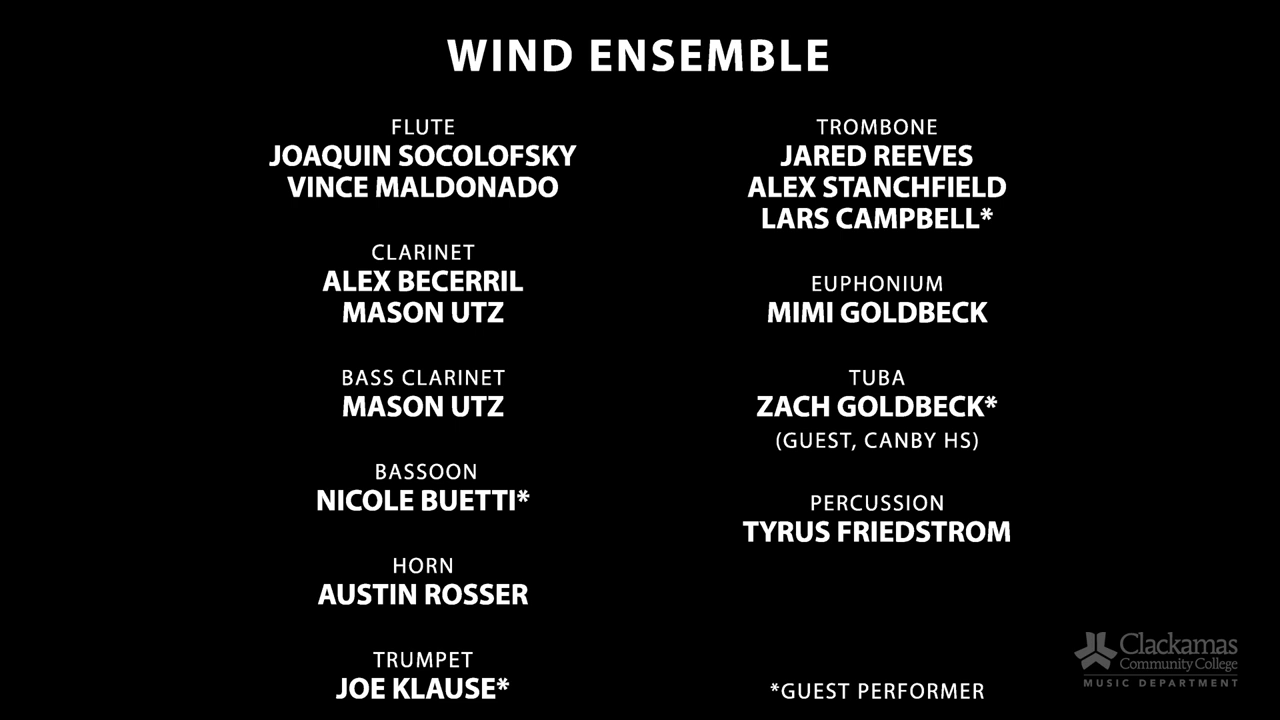 WIND ENSEMBLE
FLUTE
JOAQUIN SOCOLOFSKY
VINCE MALDONADO
CLARINET
ALEX BECERRIL
MASON UTZ
BASS CLARINET
MASON UTZ
BASSOON
NICOLE BUETTI*
HORN
AUSTIN ROSSER
TRUMPET
JOE KLAUSE*
TROMBONE
JARED REEVES
ALEX STANCHFIELD
LARS CAMPBELL*
EUPHONIUM
MIMI GOLDBECK
TUBA
ZACH GOLDBECK*
(GUEST, CANBY HS)
PERCUSSION
TYRUS FRIEDSTROM
*GUEST PERFORMER
Clackamas
Community College
MUSIC DEPARTMENT